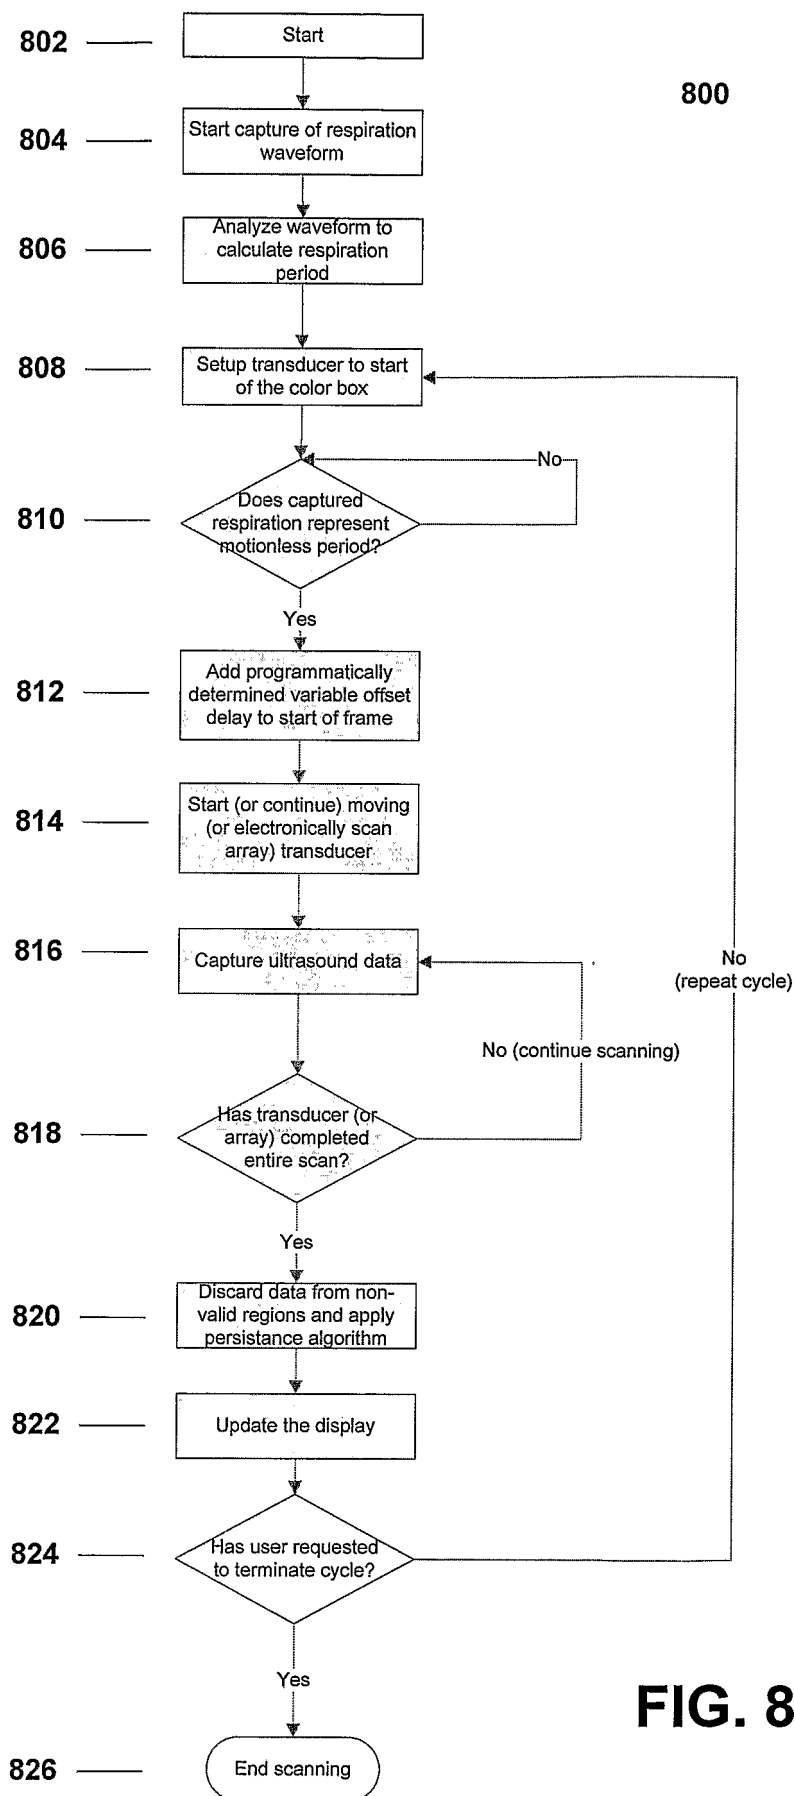 802
Start
800
804
Start capture of respiration
waveform
806
Analyze waveform to
calculate respiration
period
808
Setup transducer to start
of the color box
No
810
Does captured
respiration represent
motionless period?
Yes
812
Add programmatically
determined variable offset
delay to start of frame
814
Start (or continue) moving
(or electronically scan
array) transducer
816
Capture ultrasound data
No
(repeat cycle)
No (continue scanning)
818
Has transducer (or
array) completed
entire scan?
Yes
820
Discard data from non-
valid regions and apply
persistance algorithm
822
Update the display
824
Has user requested
to terminate cycle?
Yes
FIG. 8
826
End scanning